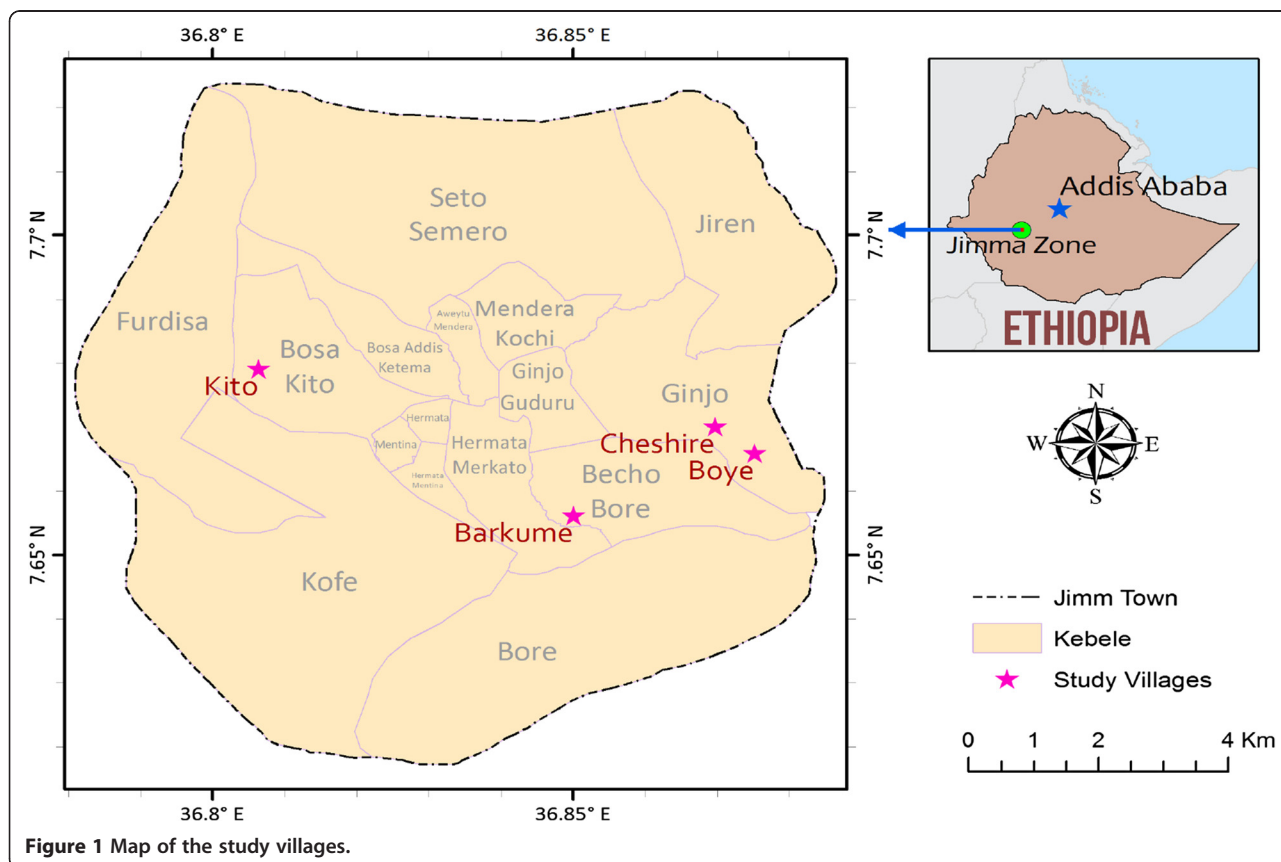 36.8° E
36.85° E
7.7° N
7.65° N
Seto
Semero
Jiren
Furdisa
Aweytu
Mendera
Mendera
Kochi
Bosa
Kito
Bosa Addis
Ketema
Ginjo
Guduru
Kito
Ginjo
Hermata
Mentina
Hermata
Merkato
Hermata
Mentina
Cheshire
Boye
Becho
Bore
Barkume
Kofe
Bore
7.7° N
7.65° N
36.8° E
36.85° E
Addis Ababa
Jimma Zone
ETHIOPIA
N
W
E
S
Jimm Town
Kebele
Study Villages
0 1 2 4 Km
Figure 1 Map of the study villages.